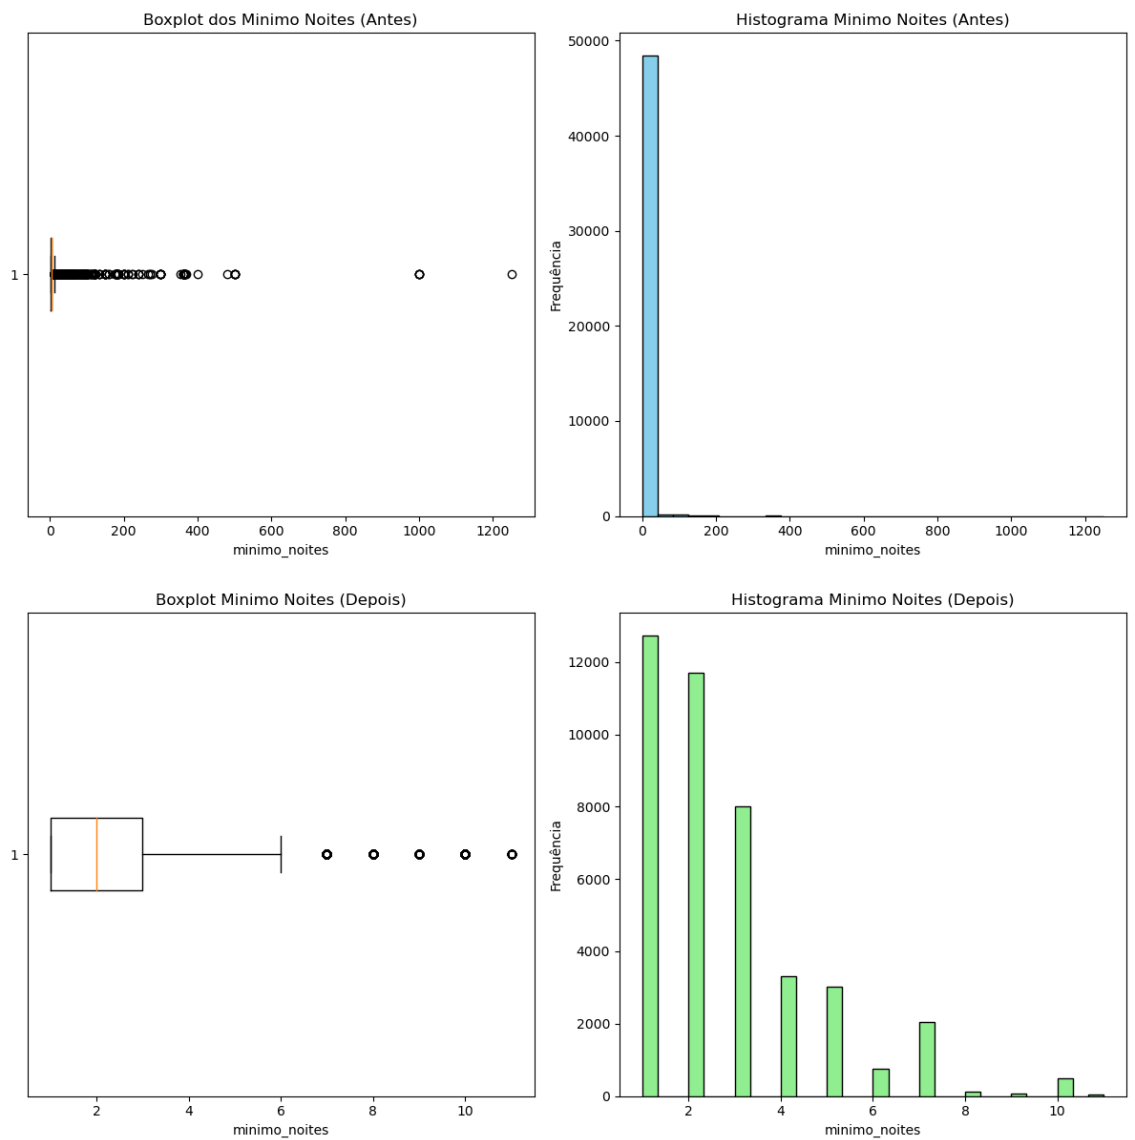 Boxplot dos Minimo Noites (Antes)
1
0 200 400 600 800 1000 1200
minimo_noites
Histograma Minimo Noites (Antes)
Frequência
50000
40000
30000
20000
10000
0
0 200 400 600 800 1000 1200
minimo_noites
Boxplot Minimo Noites (Depois)
1
2 4 6 8 10
minimo_noites
Histograma Minimo Noites (Depois)
Frequência
12000
10000
8000
6000
4000
2000
0
2 4 6 8 10
minimo_noites